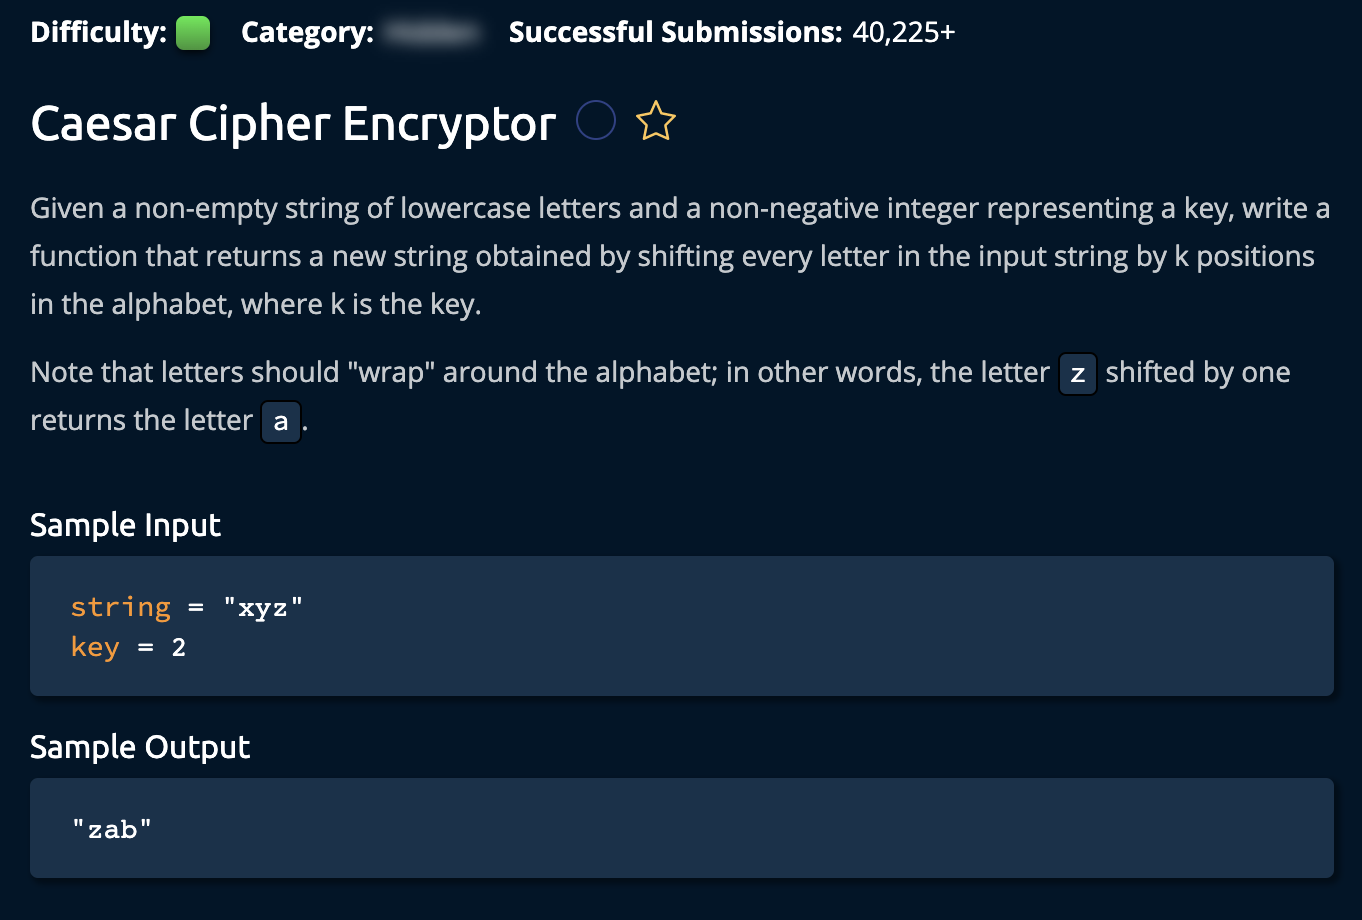 Difficulty: Category: Successful Submissions: 40,225+
Caesar Cipher Encryptor
Given a non-empty string of lowercase letters and a non-negative integer representing a key, write a
function that returns a new string obtained by shifting every letter in the input string by k positions
in the alphabet, where k is the key.
Note that letters should "wrap" around the alphabet; in other words, the letter z shifted by one
returns the letter a.
Sample Input
string = "xyz"
key = 2
Sample Output
"zab"